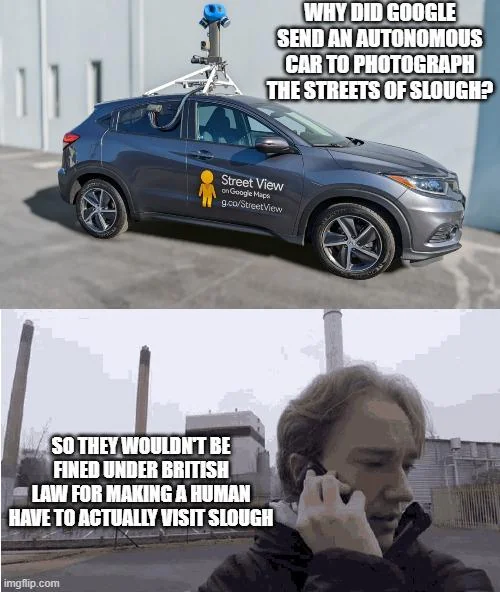 WHY DID GOOGLE
SEND AN AUTONOMOUS
CAR TO PHOTOGRAPH
THE STREETS OF SLOUGH?
Street View
on Google Maps
g.co/StreetView
SO THEY WOULDN'T BE
FINED UNDER BRITISH
LAW FOR MAKING A HUMAN
HAVE TO ACTUALLY VISIT SLOUGH
imgflip.com